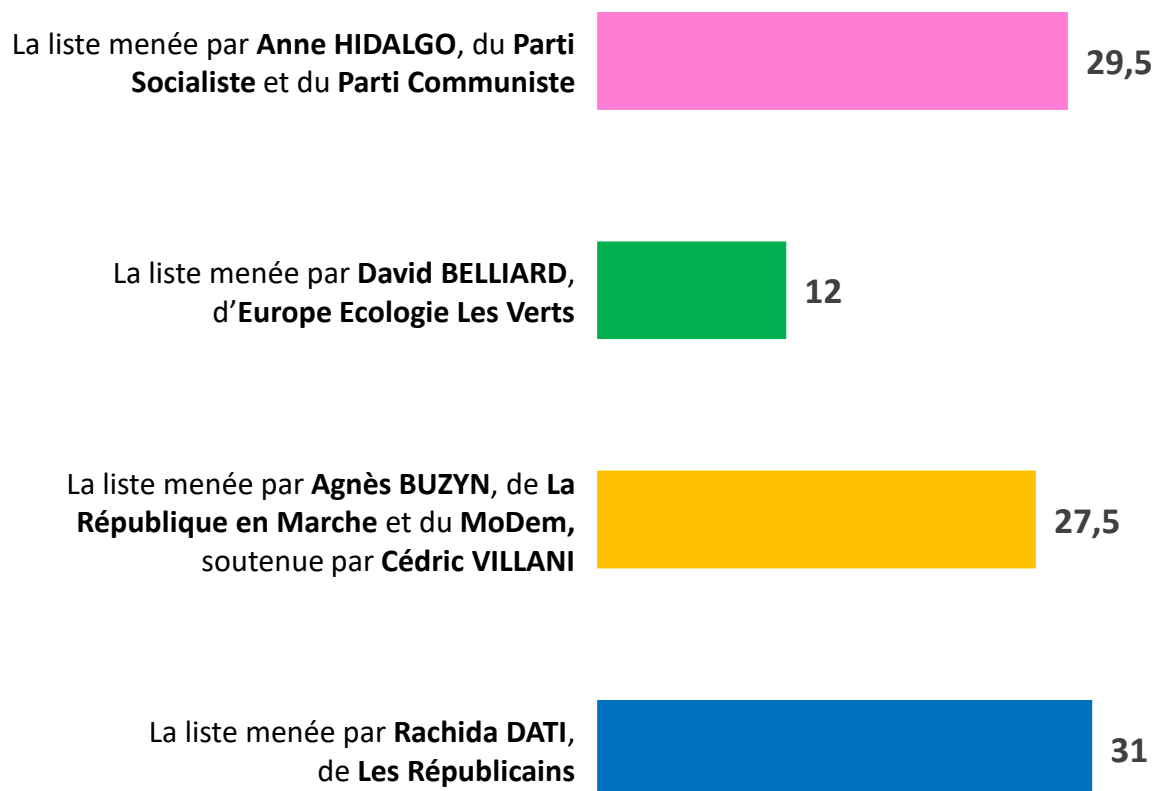 La liste menée par Anne HIDALGO, du Parti
Socialiste et du Parti Communiste
29,5
La liste menée par David BELLIARD,
d’Europe Ecologie Les Verts
12
La liste menée par Agnès BUZYN, de La
République en Marche et du MoDem,
soutenue par Cédric VILLANI
27,5
La liste menée par Rachida DATI,
de Les Républicains
31